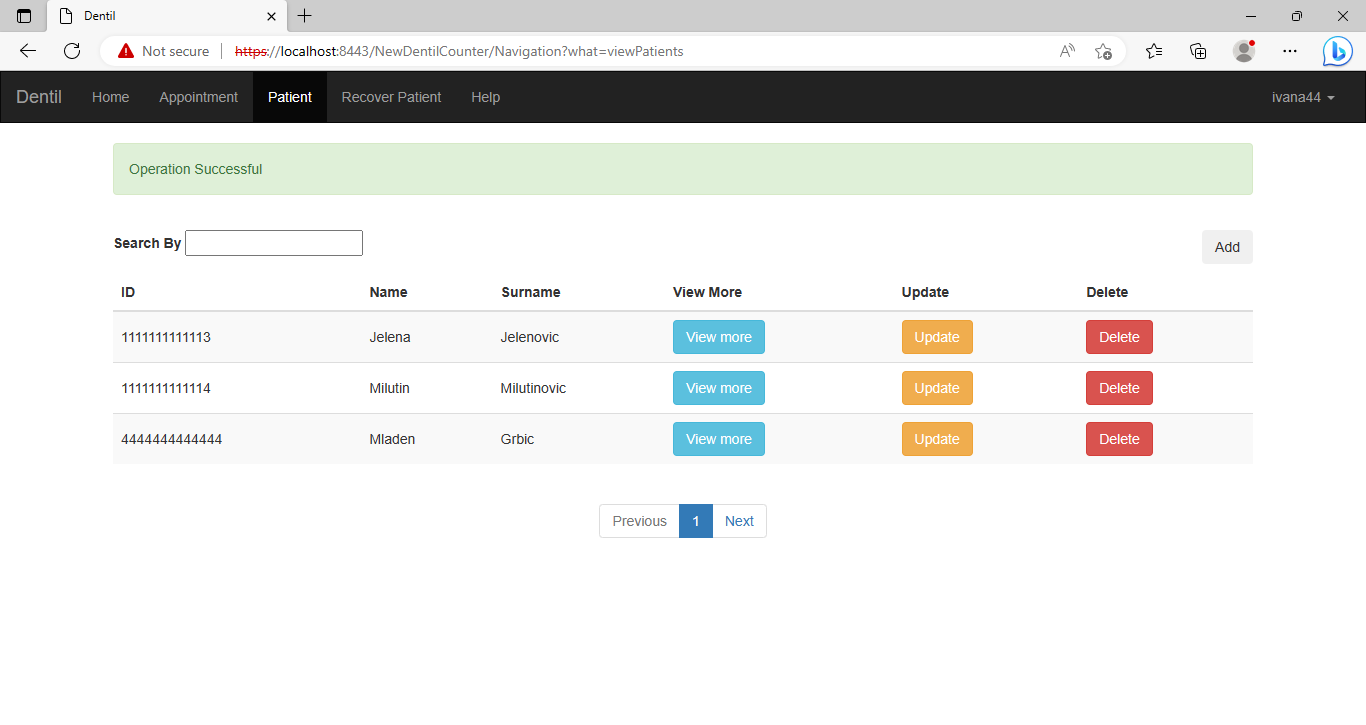 Dentil
Not secure https://localhost:8443/NewDentilCounter/Navigation?what=viewPatients
Dentil Home Appointment Patient Recover Patient Help ivana44
Operation Successful
Search By Add
ID Name Surname View More Update Delete
1111111111113 Jelena Jelenovic View more Update Delete
1111111111114 Milutin Milutinovic View more Update Delete
4444444444444 Mladen Grbic View more Update Delete
Previous 1 Next